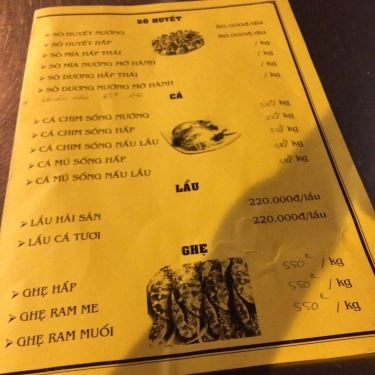 SÒ HUYẾT
➢ SÒ HUYẾT NƯỚNG 80.000đ/dĩa
➢ SÒ HUYẾT HẤP 80.000đ/dĩa
➢ SÒ MÍA HẤP THÁI / kg
➢ SÒ MÍA NƯỚNG MỠ HÀNH / kg
➢ SÒ DƯƠNG HẤP THÁI / kg
➢ SÒ DƯƠNG NƯỚNG MỠ HÀNH / kg
CÁ
➢ CÁ CHIM SỐNG NƯỚNG / kg
➢ CÁ CHIM SỐNG HẤP / kg
➢ CÁ CHIM SỐNG NẤU LẨU / kg
➢ CÁ MÚ SỐNG HẤP / kg
➢ CÁ MÚ SỐNG NẤU LẨU / kg
LẨU
➢ LẨU HẢI SẢN 220.000đ/lẩu
➢ LẨU CÁ TƯƠI 220.000đ/lẩu
GHẸ
➢ GHẸ HẤP 550K / kg
➢ GHẸ RAM ME 550K / kg
➢ GHẸ RAM MUỐI 550K / kg